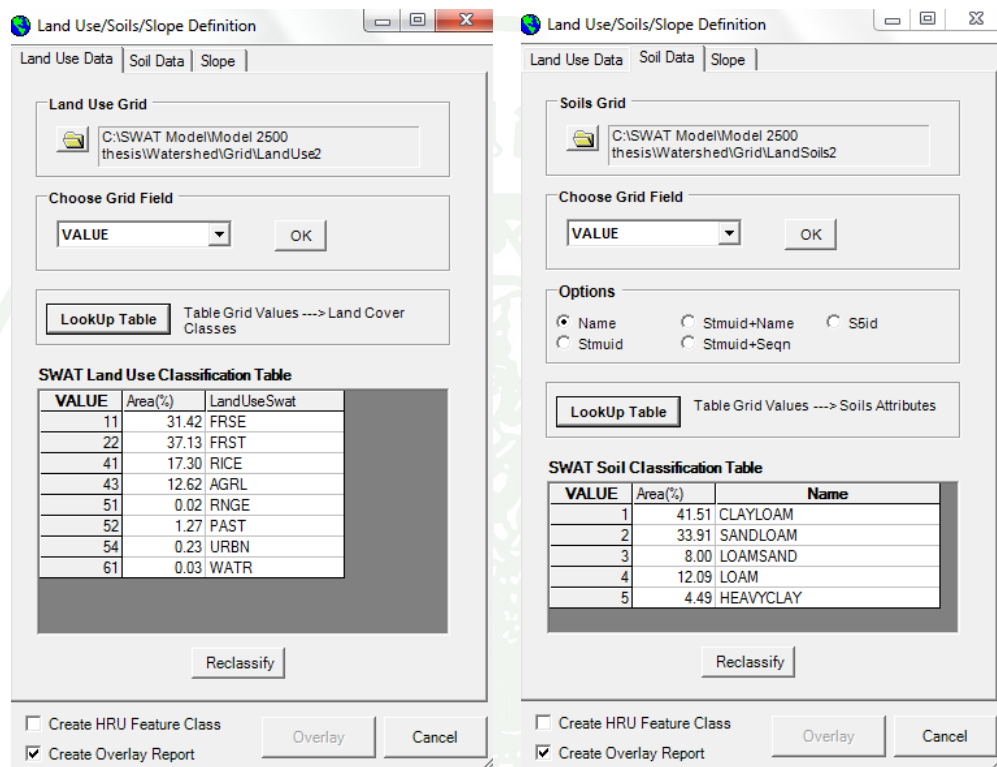 Land Use/Soils/Slope Definition
Land Use Data Soil Data Slope
Land Use Grid
C:\SWAT Model\Model 2500
thesis\Watershed\Grid\LandUse2
Choose Grid Field
VALUE OK
LookUp Table Table Grid Values ---> Land Cover
Classes
SWAT Land Use Classification Table
VALUE Area(%) LandUseSwat
11 31.42 FRSE
22 37.13 FRST
41 17.30 RICE
43 12.62 AGRL
51 0.02 RNGE
52 1.27 PAST
54 0.23 URBN
61 0.03 WATR
Reclassify
Create HRU Feature Class
Create Overlay Report
Overlay Cancel
Land Use/Soils/Slope Definition
Land Use Data Soil Data Slope
Soils Grid
C:\SWAT Model\Model 2500
thesis\Watershed\Grid\LandSoils2
Choose Grid Field
VALUE OK
Options
Name Stmuid+Name S5id
Stmuid Stmuid+Seqn
LookUp Table Table Grid Values ---> Soils Attributes
SWAT Soil Classification Table
VALUE Area(%) Name
1 41.51 CLAYLOAM
2 33.91 SANDLOAM
3 8.00 LOAMSAND
4 12.09 LOAM
5 4.49 HEAVYCLAY
Reclassify
Create HRU Feature Class
Create Overlay Report
Overlay Cancel